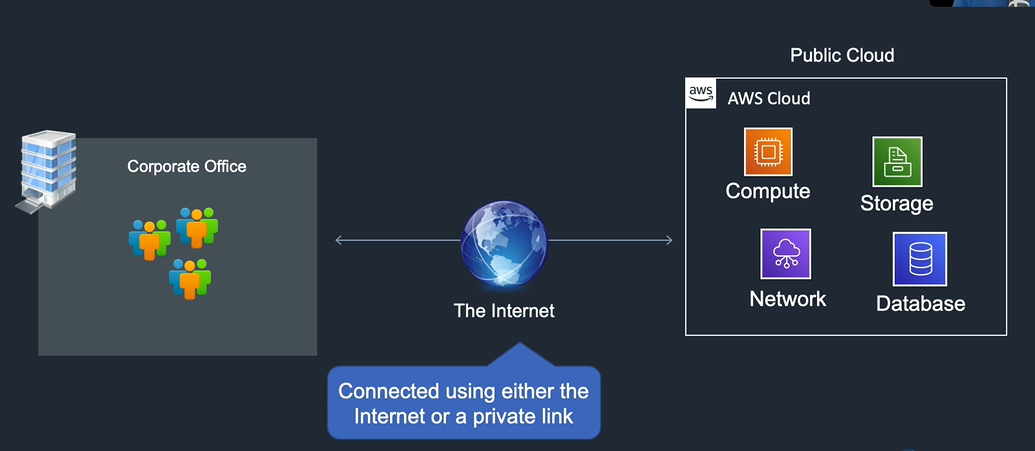 Public Cloud
aws
AWS Cloud
Corporate Office
Compute
Storage
Network
Database
The Internet
Connected using either the
Internet or a private link